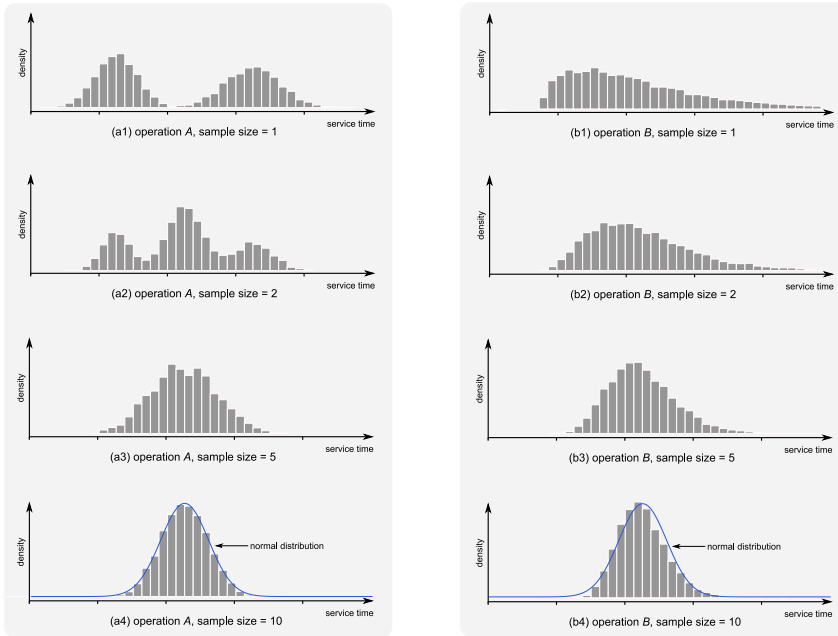 density
service time
(a1) operation A, sample size = 1
density
service time
(a2) operation A, sample size = 2
density
service time
(a3) operation A, sample size = 5
density
normal distribution
service time
(a4) operation A, sample size = 10
density
service time
(b1) operation B, sample size = 1
density
service time
(b2) operation B, sample size = 2
density
service time
(b3) operation B, sample size = 5
density
normal distribution
service time
(b4) operation B, sample size = 10